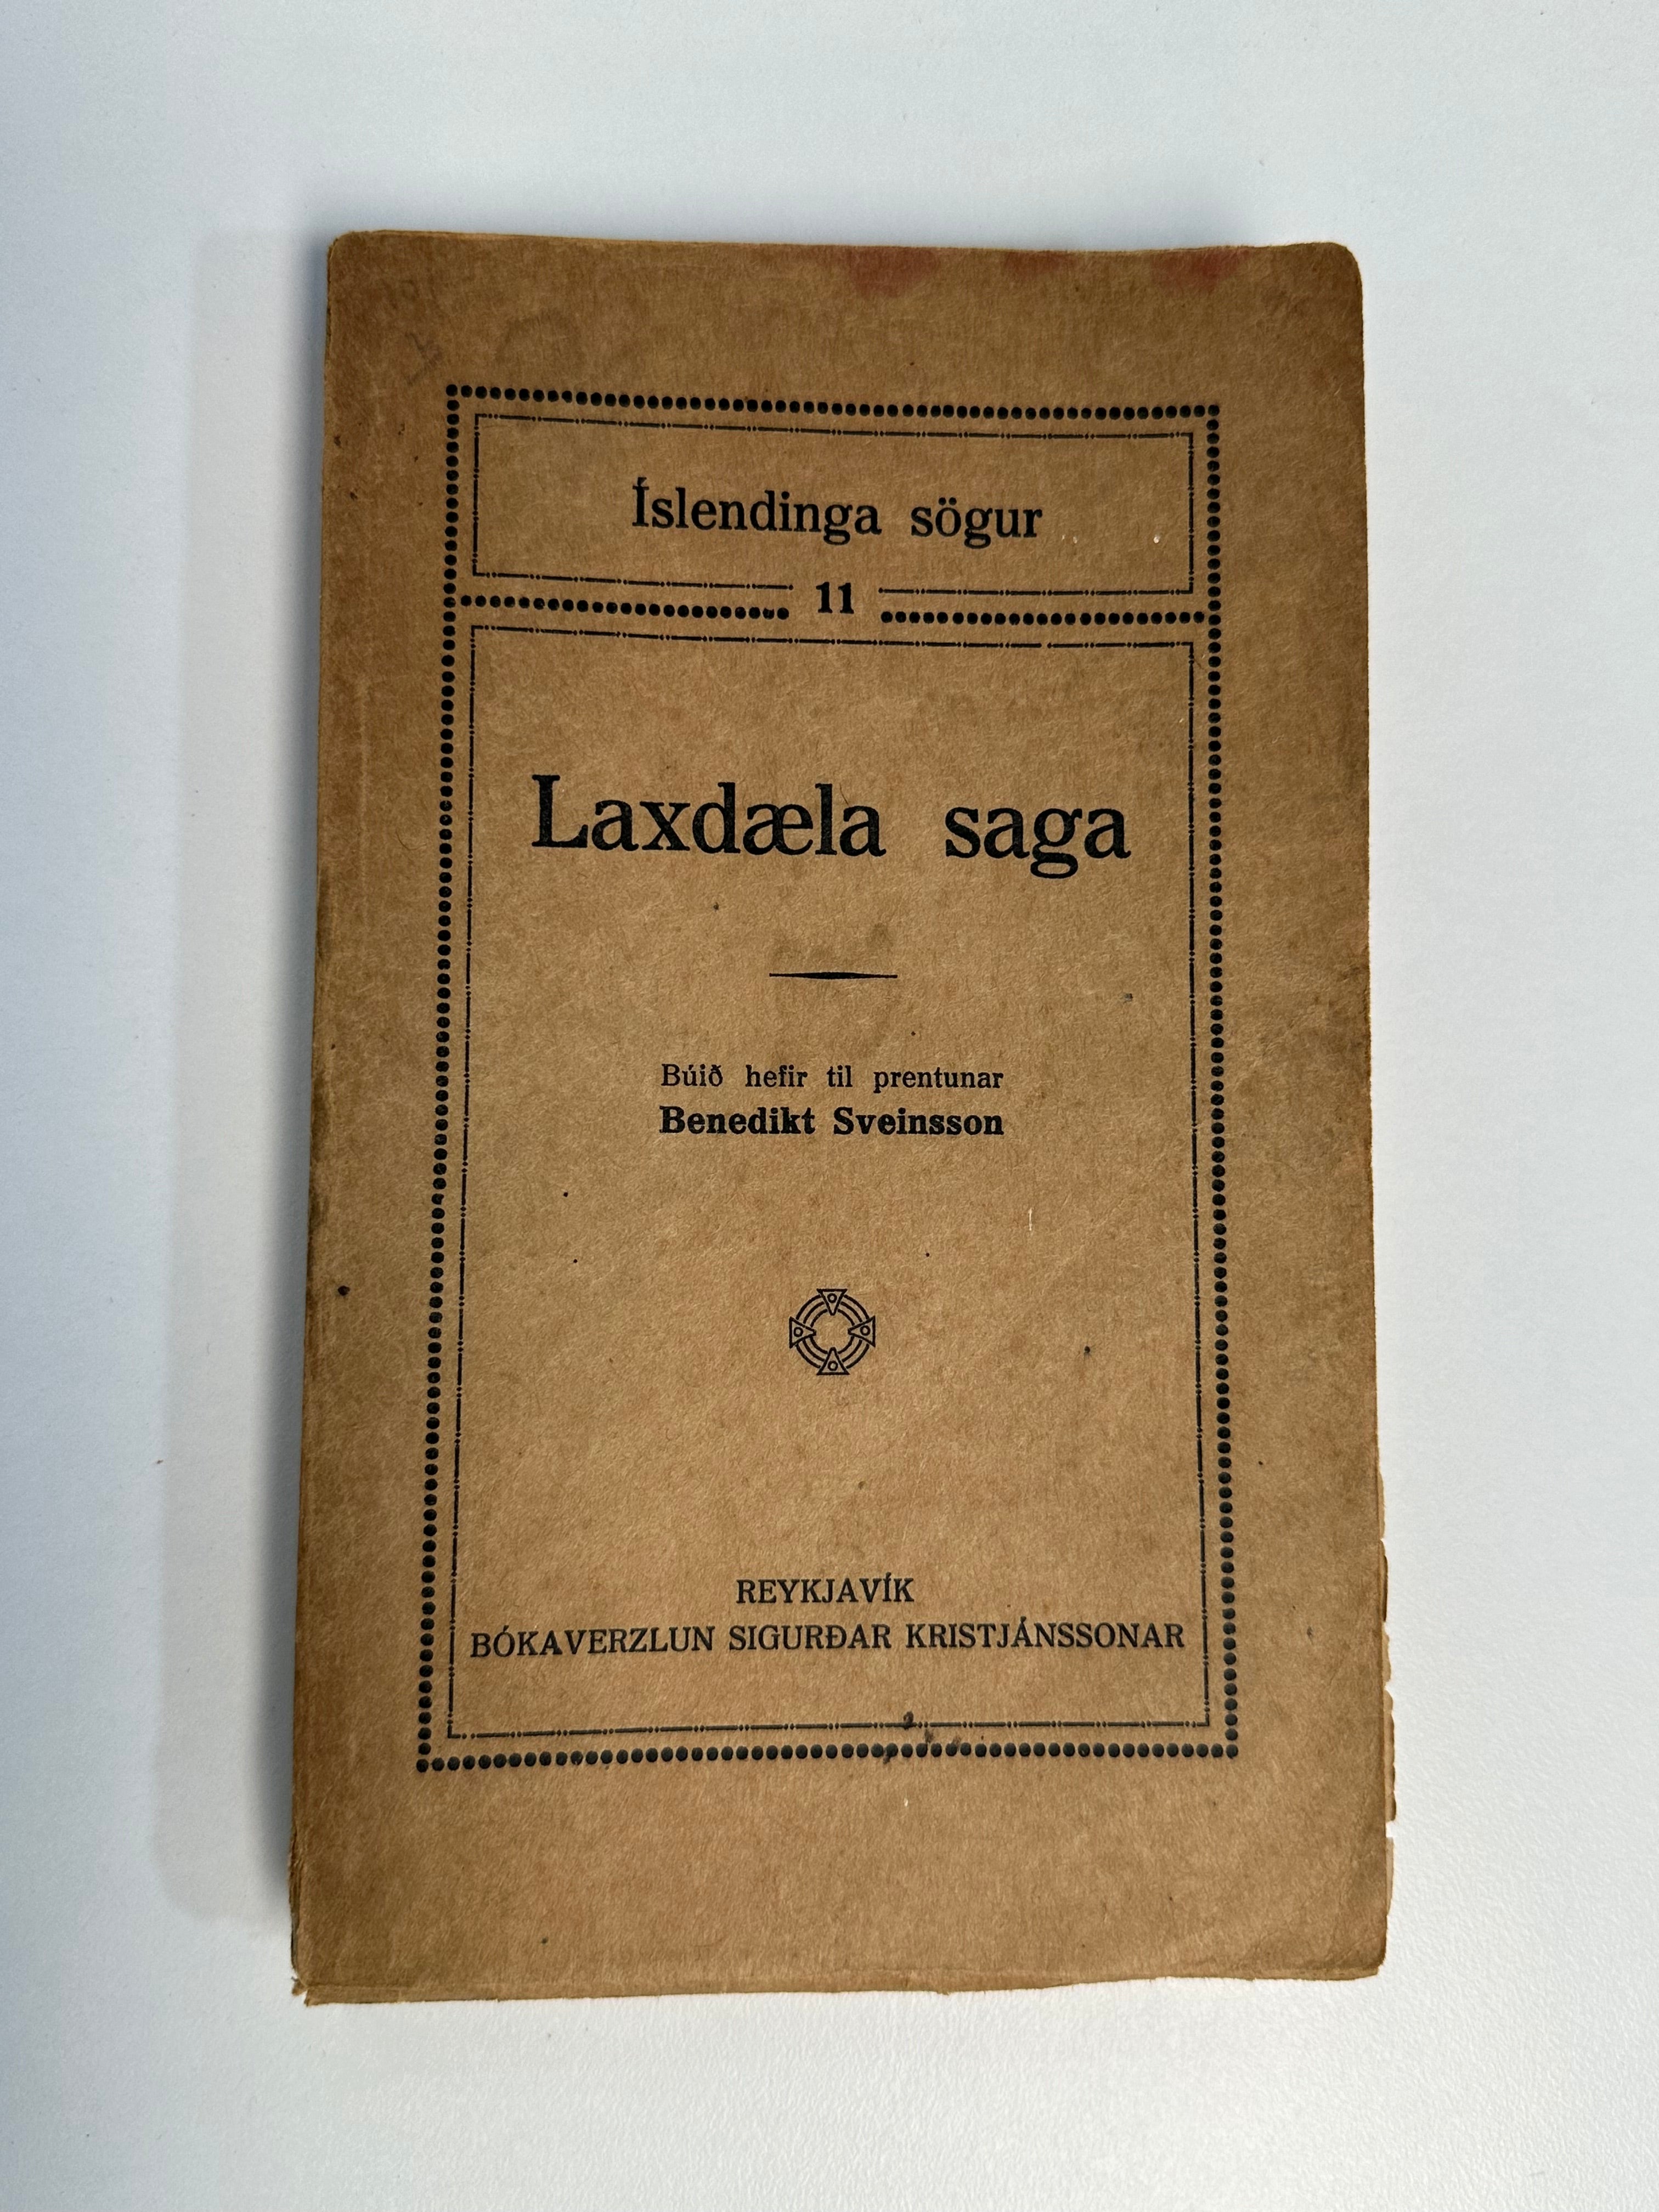 Íslendinga sögur
11
Laxdæla saga
Búið hefir til prentunar
Benedikt Sveinsson
REYKJAVÍK
BÓKAVERZLUN SIGURÐAR KRISTJÁNSSONAR